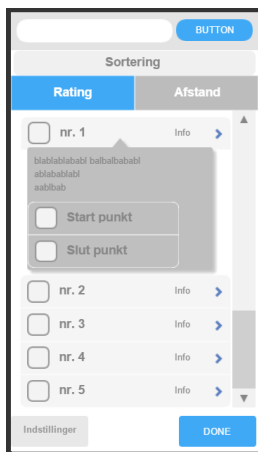 BUTTON
Sortering
Rating Afstand
nr. 1 Info
blablablababl balbalbababl
ablabablabl
aablbab
Start punkt
Slut punkt
nr. 2 Info
nr. 3 Info
nr. 4 Info
nr. 5 Info
Indstillinger DONE